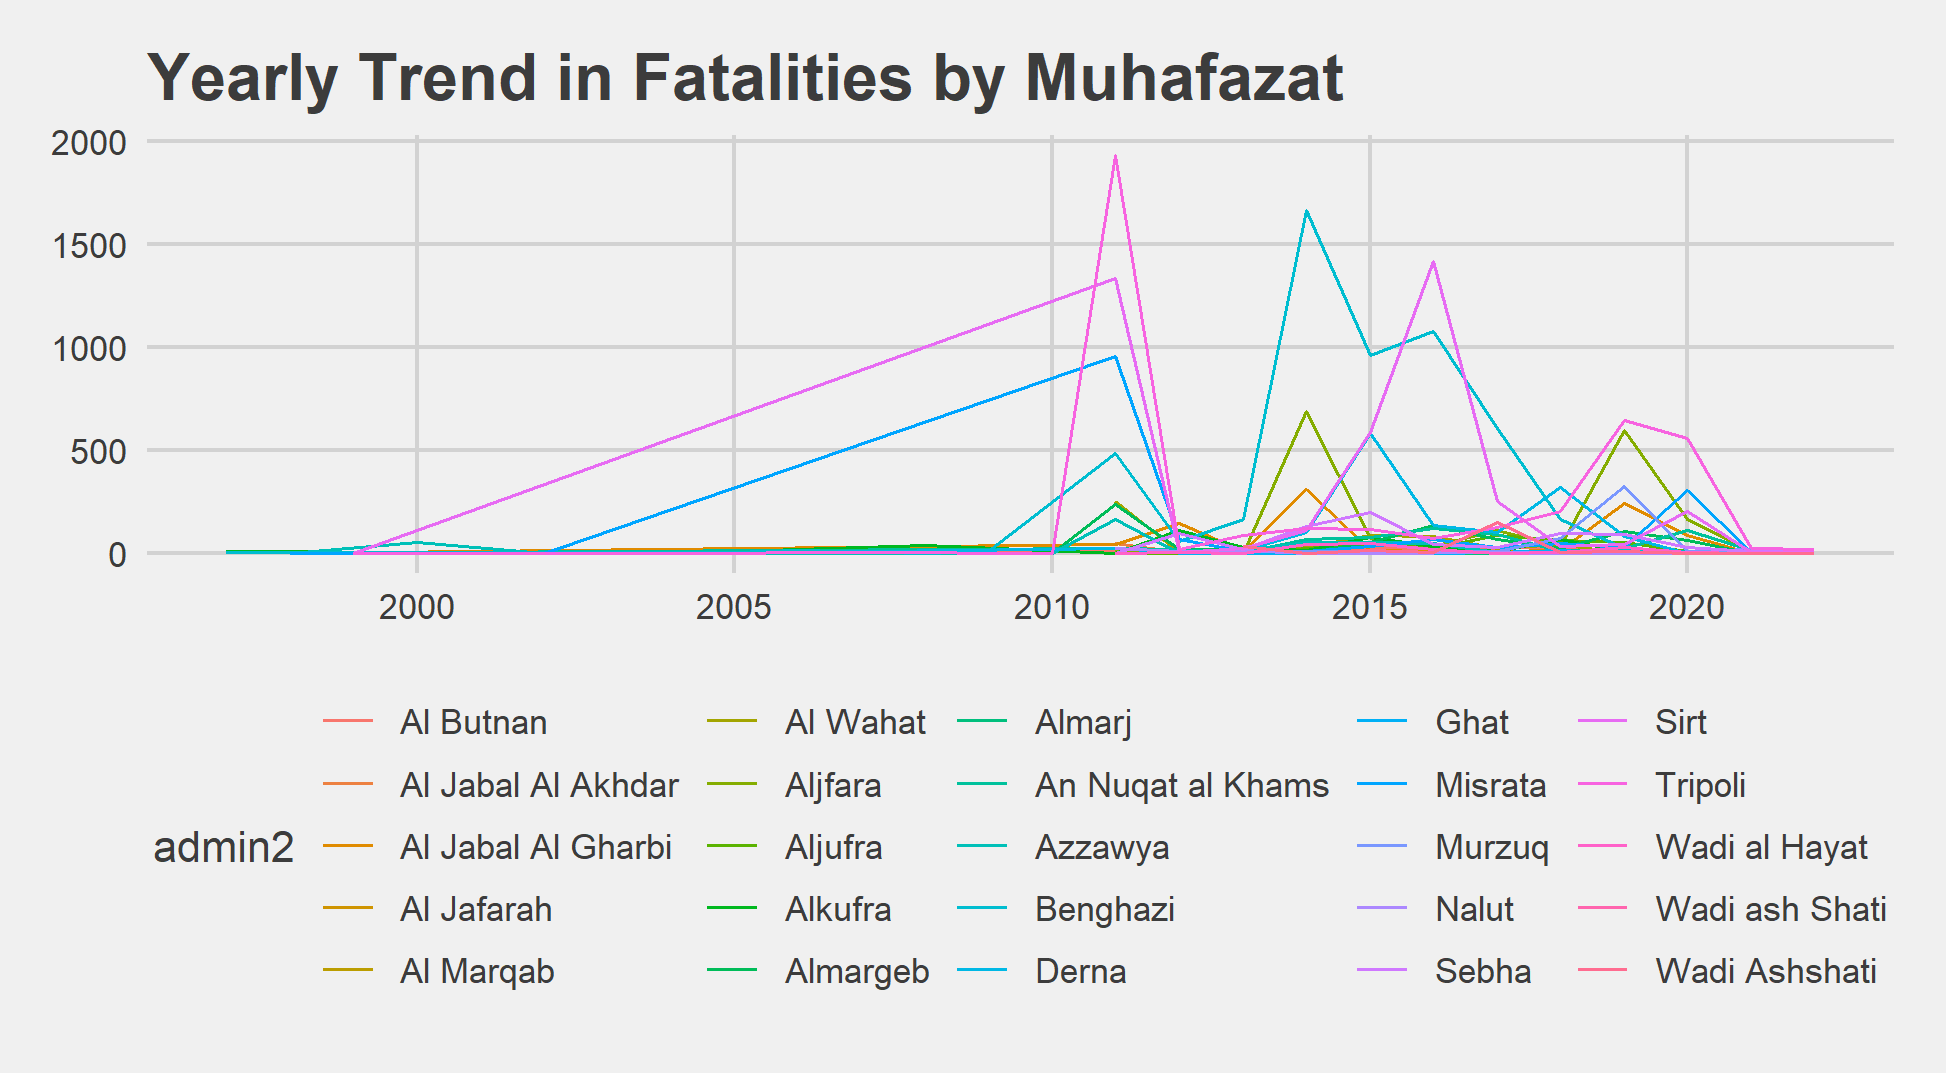 Yearly Trend in Fatalities by Muhafazat
2000
1500
1000
500
0
2000 2005 2010 2015 2020
admin2
Al Butnan
Al Jabal Al Akhdar
Al Jabal Al Gharbi
Al Jafarah
Al Marqab
Al Wahat
Aljfara
Aljufra
Alkufra
Almargeb
Almarj
An Nuqat al Khams
Azzawya
Benghazi
Derna
Ghat
Misrata
Murzuq
Nalut
Sebha
Sirt
Tripoli
Wadi al Hayat
Wadi ash Shati
Wadi Ashshati